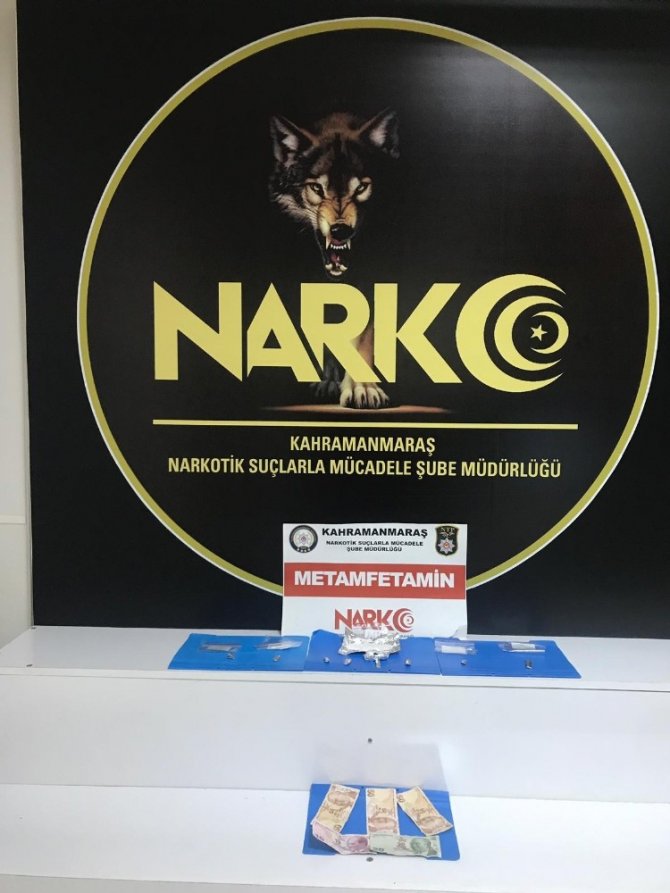 NARKO
KAHRAMANMARAŞ
NARKOTİK SUÇLARLA MÜCADELE ŞUBE MÜDÜRLÜĞÜ
KAHRAMANMARAŞ
NARKOTİK SUÇLARLA MÜCADELE
ŞUBE MÜDÜRLÜĞÜ
METAMFETAMİN
NARKO